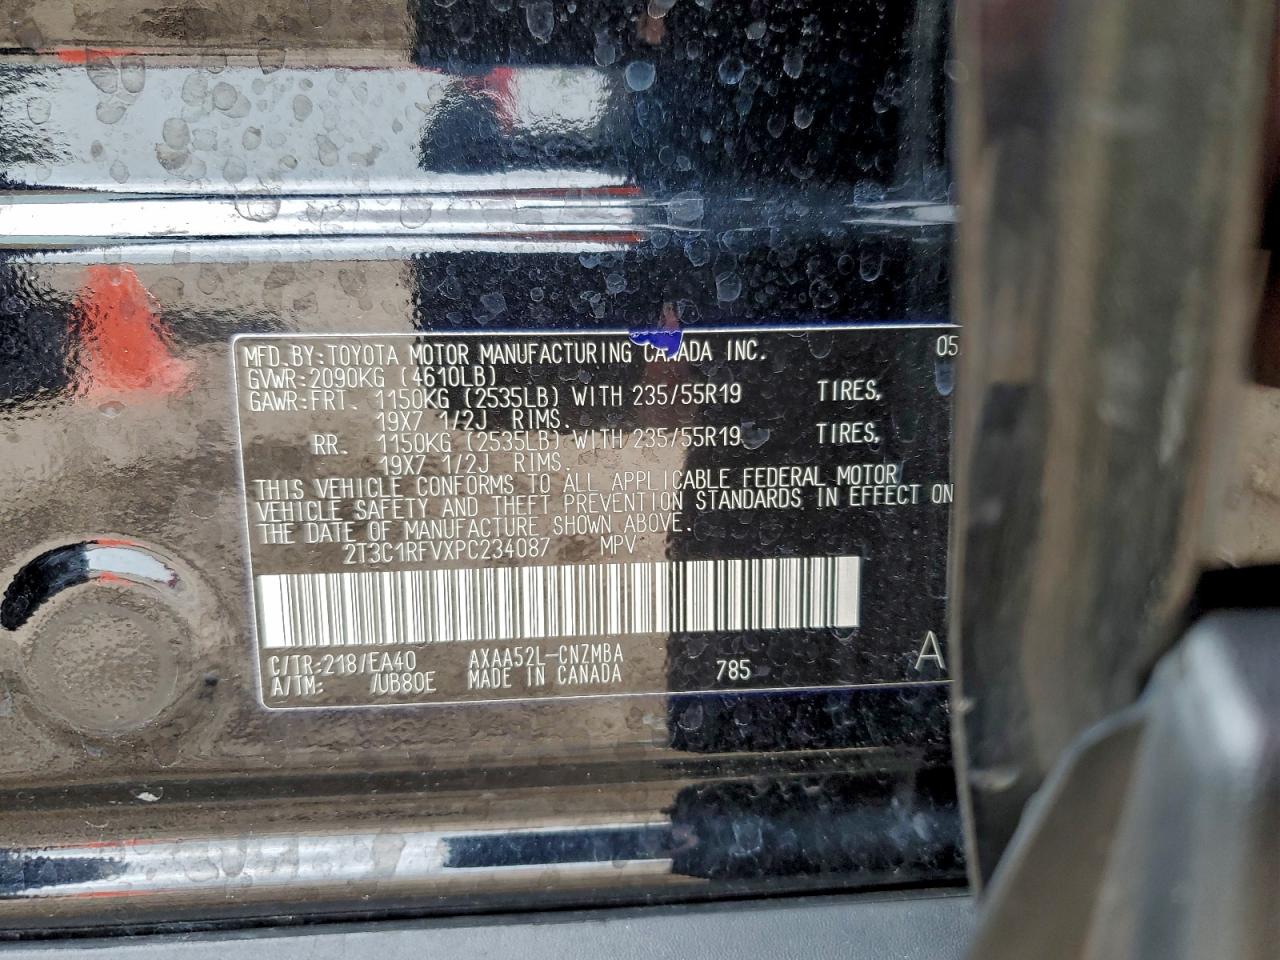 MFD.BY:TOYOTA MOTOR MANUFACTURING CANADA INC. 05
GVWR:2090KG (4610LB)
GAWR:FRT. 1150KG (2535LB) WITH 235/55R19 TIRES,
19X7 1/2J RIMS.
RR. 1150KG (2535LB) WITH 235/55R19 TIRES,
19X7 1/2J RIMS.
THIS VEHICLE CONFORMS TO ALL APPLICABLE FEDERAL MOTOR
VEHICLE SAFETY AND THEFT PREVENTION STANDARDS IN EFFECT ON
THE DATE OF MANUFACTURE SHOWN ABOVE.
2T3C1RFVXPC234087 MPV
C/TR:218/EA40 AXAA52L-CNZMBA 785 A
A/TM: /UB80E MADE IN CANADA